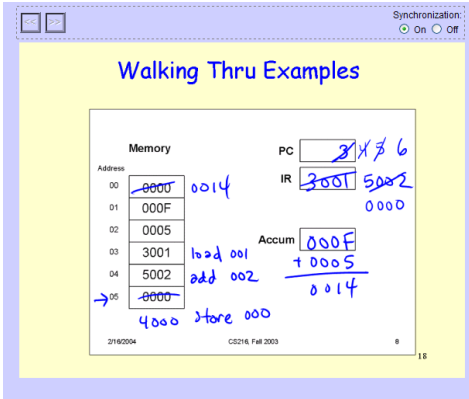 << >>
Synchronization:
On Off
Walking Thru Examples
Memory
PC 3 4 5 6
Address
IR 3001 5002
0000
00 0000 0014
01 000F
02 0005
Accum 000F
+ 0005
0014
03 3001 load 001
04 5002 add 002
→ 05 0000
4000 store 000
2/16/2004 CS216, Fall 2003 8
18